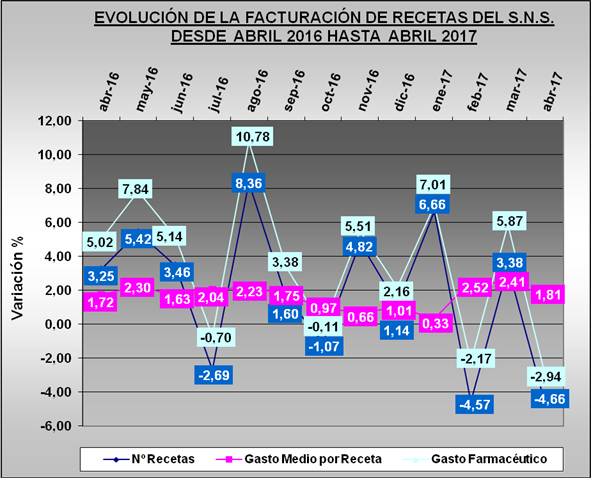 EVOLUCIÓN DE LA FACTURACIÓN DE RECETAS DEL S.N.S.
DESDE ABRIL 2016 HASTA ABRIL 2017
abr-16 may-16 jun-16 jul-16 ago-16 sep-16 oct-16 nov-16 dic-16 ene-17 feb-17 mar-17 abr-17
Variación %
12,00
10,00
8,00
6,00
4,00
2,00
0,00
-2,00
-4,00
-6,00
5,02 7,84 5,14 -0,70 10,78 3,38 -0,11 5,51 2,16 7,01 -2,17 5,87 -2,94
3,25 5,42 3,46 -2,69 8,36 1,60 -1,07 4,82 1,14 6,66 -4,57 3,38 -4,66
1,72 2,30 1,63 2,04 2,23 1,75 0,97 0,66 1,01 0,33 2,52 2,41 1,81
Nº Recetas Gasto Medio por Receta Gasto Farmacéutico